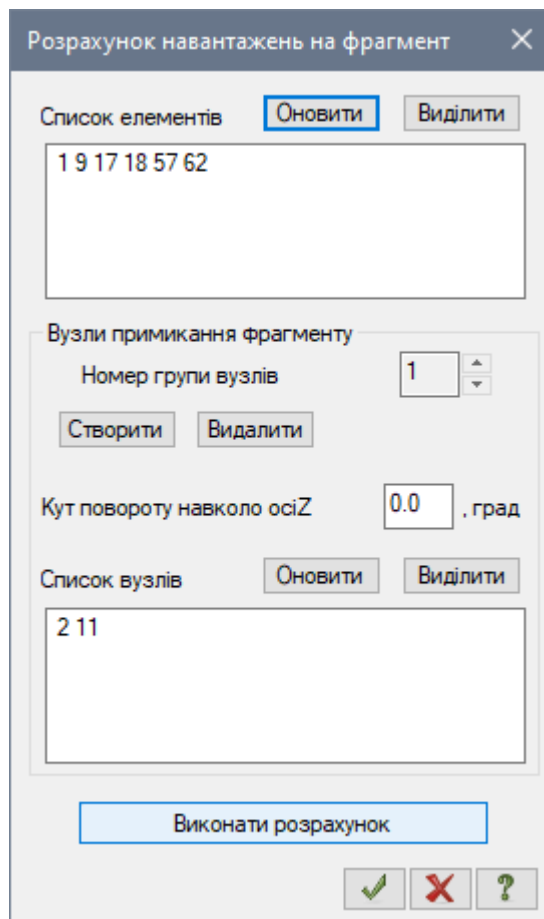 Розрахунок навантажень на фрагмент
Список елементів Оновити Виділити
1 9 17 18 57 62
Вузли примикання фрагменту
Номер групи вузлів 1
Створити Видалити
Кут повороту навколо осіZ 0.0 , град
Список вузлів Оновити Виділити
2 11
Виконати розрахунок